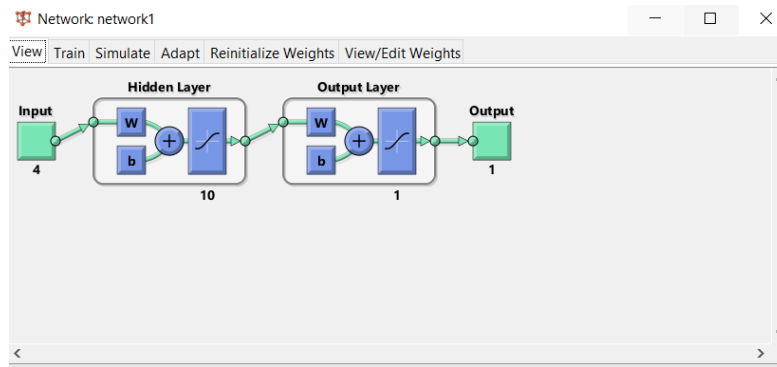 Network: network1
View Train Simulate Adapt Reinitialize Weights View/Edit Weights
Hidden Layer Output Layer
Input Output
W W
b b
4 1
10 1